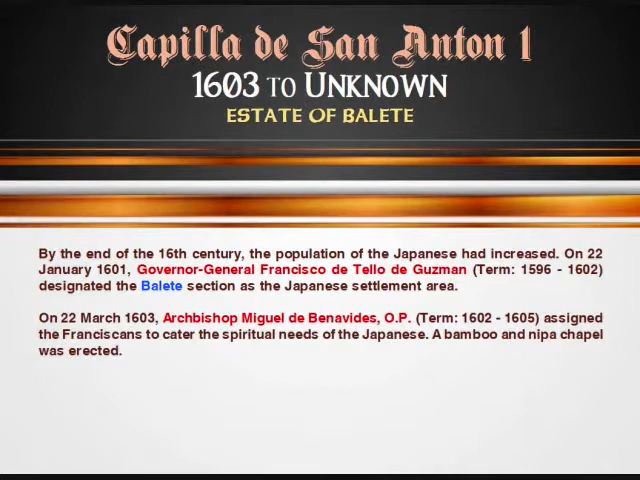 Capilla de San Anton 1
1603 TO UNKNOWN
ESTATE OF BALETE
By the end of the 16th century, the population of the Japanese had increased. On 22
January 1601, Governor-General Francisco de Tello de Guzman (Term: 1596 - 1602)
designated the Balete section as the Japanese settlement area.
On 22 March 1603, Archbishop Miguel de Benavides, O.P. (Term: 1602 - 1605) assigned
the Franciscans to cater the spiritual needs of the Japanese. A bamboo and nipa chapel
was erected.